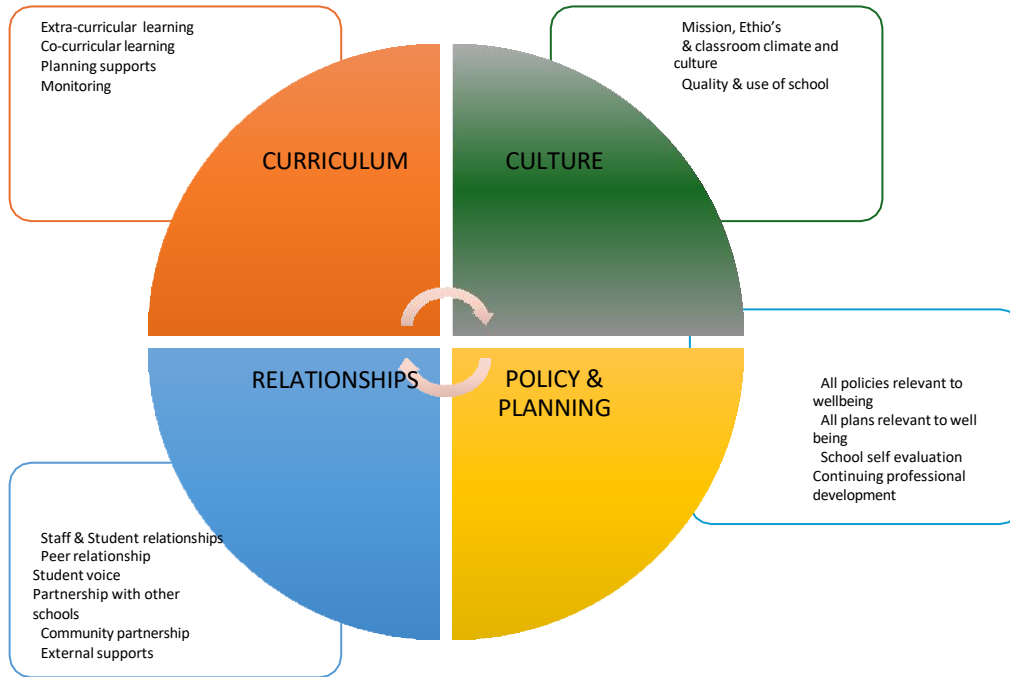 Extra-curricular learning
Co-curricular learning
Planning supports
Monitoring
Mission, Ethio’s
& classroom climate and
culture
Quality & use of school
CURRICULUM
CULTURE
RELATIONSHIPS
POLICY &
PLANNING
All policies relevant to
wellbeing
All plans relevant to well
being
School self evaluation
Continuing professional
development
Staff & Student relationships
Peer relationship
Student voice
Partnership with other
schools
Community partnership
External supports